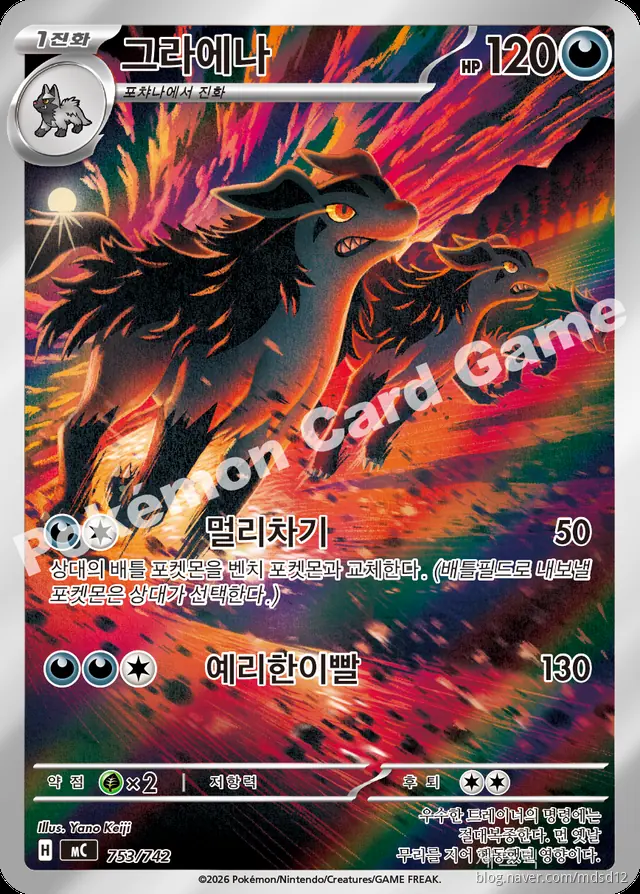 1진화
그라에나
HP 120
포챠나에서 진화
Pokémon Card Game
멀리차기 50
상대의 배틀 포켓몬을 벤치 포켓몬과 교체한다. (배틀필드로 내보낼
포켓몬은 상대가 선택한다.)
예리한이빨 130
약점 ×2 저항력 후퇴
Illus. Yano Keiji
우수한 트레이너의 명령에는
절대복종한다. 먼 옛날
무리를 지어 행동했던 영향이다.
H MC 753/742
blog.naver.com/mdsd12
©2026 Pokémon/Nintendo/Creatures/GAME FREAK.